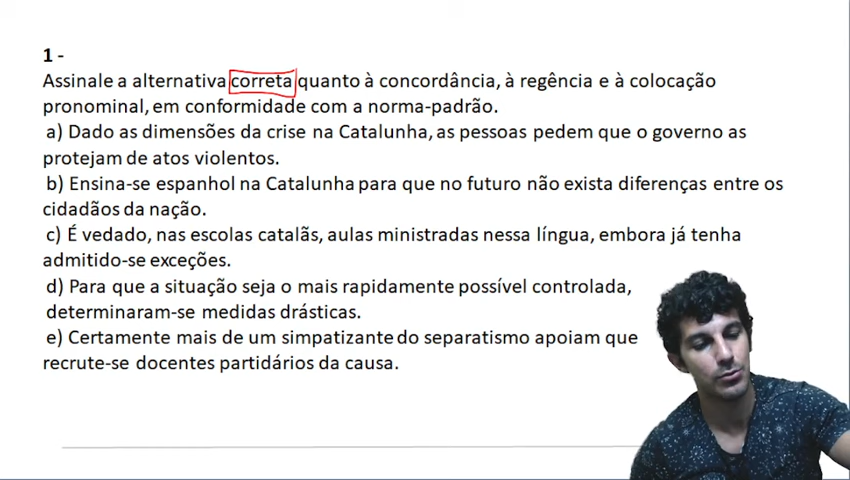 1 -
Assinale a alternativa correta quanto à concordância, à regência e à colocação
pronominal, em conformidade com a norma-padrão.
a) Dado as dimensões da crise na Catalunha, as pessoas pedem que o governo as
protejam de atos violentos.
b) Ensina-se espanhol na Catalunha para que no futuro não exista diferenças entre os
cidadãos da nação.
c) É vedado, nas escolas catalãs, aulas ministradas nessa língua, embora já tenha
admitido-se exceções.
d) Para que a situação seja o mais rapidamente possível controlada,
determinaram-se medidas drásticas.
e) Certamente mais de um simpatizante do separatismo apoiam que
recrute-se docentes partidários da causa.